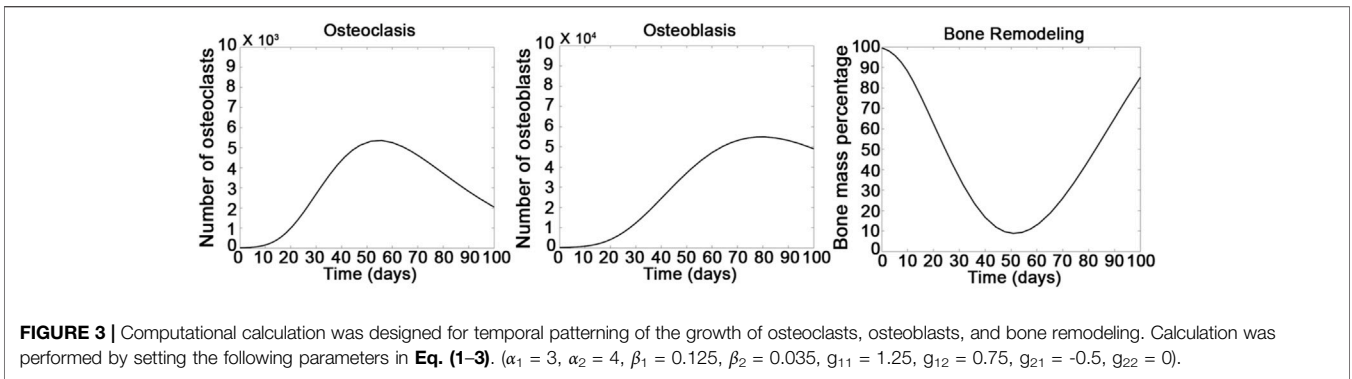 Osteoclasis
10 X 10³
9
8
7
6
5
4
3
2
1
0
Number of osteoclasts
0 10 20 30 40 50 60 70 80 90 100
Time (days)
Osteoblasis
10 X 10⁴
9
8
7
6
5
4
3
2
1
0
Number of osteoblasts
0 10 20 30 40 50 60 70 80 90 100
Time (days)
Bone Remodeling
100
90
80
70
60
50
40
30
20
10
0
Bone mass percentage
0 10 20 30 40 50 60 70 80 90 100
Time (days)
FIGURE 3 | Computational calculation was designed for temporal patterning of the growth of osteoclasts, osteoblasts, and bone remodeling. Calculation was
performed by setting the following parameters in Eq. (1–3). (α₁ = 3, α₂ = 4, β₁ = 0.125, β₂ = 0.035, g₁₁ = 1.25, g₁₂ = 0.75, g₂₁ = -0.5, g₂₂ = 0).